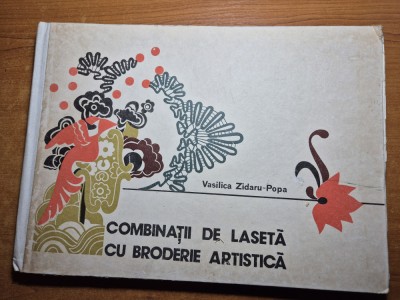 Vasilica Zidaru-Popa
COMBINAȚII DE LASETĂ
CU BRODERIE ARTISTICĂ